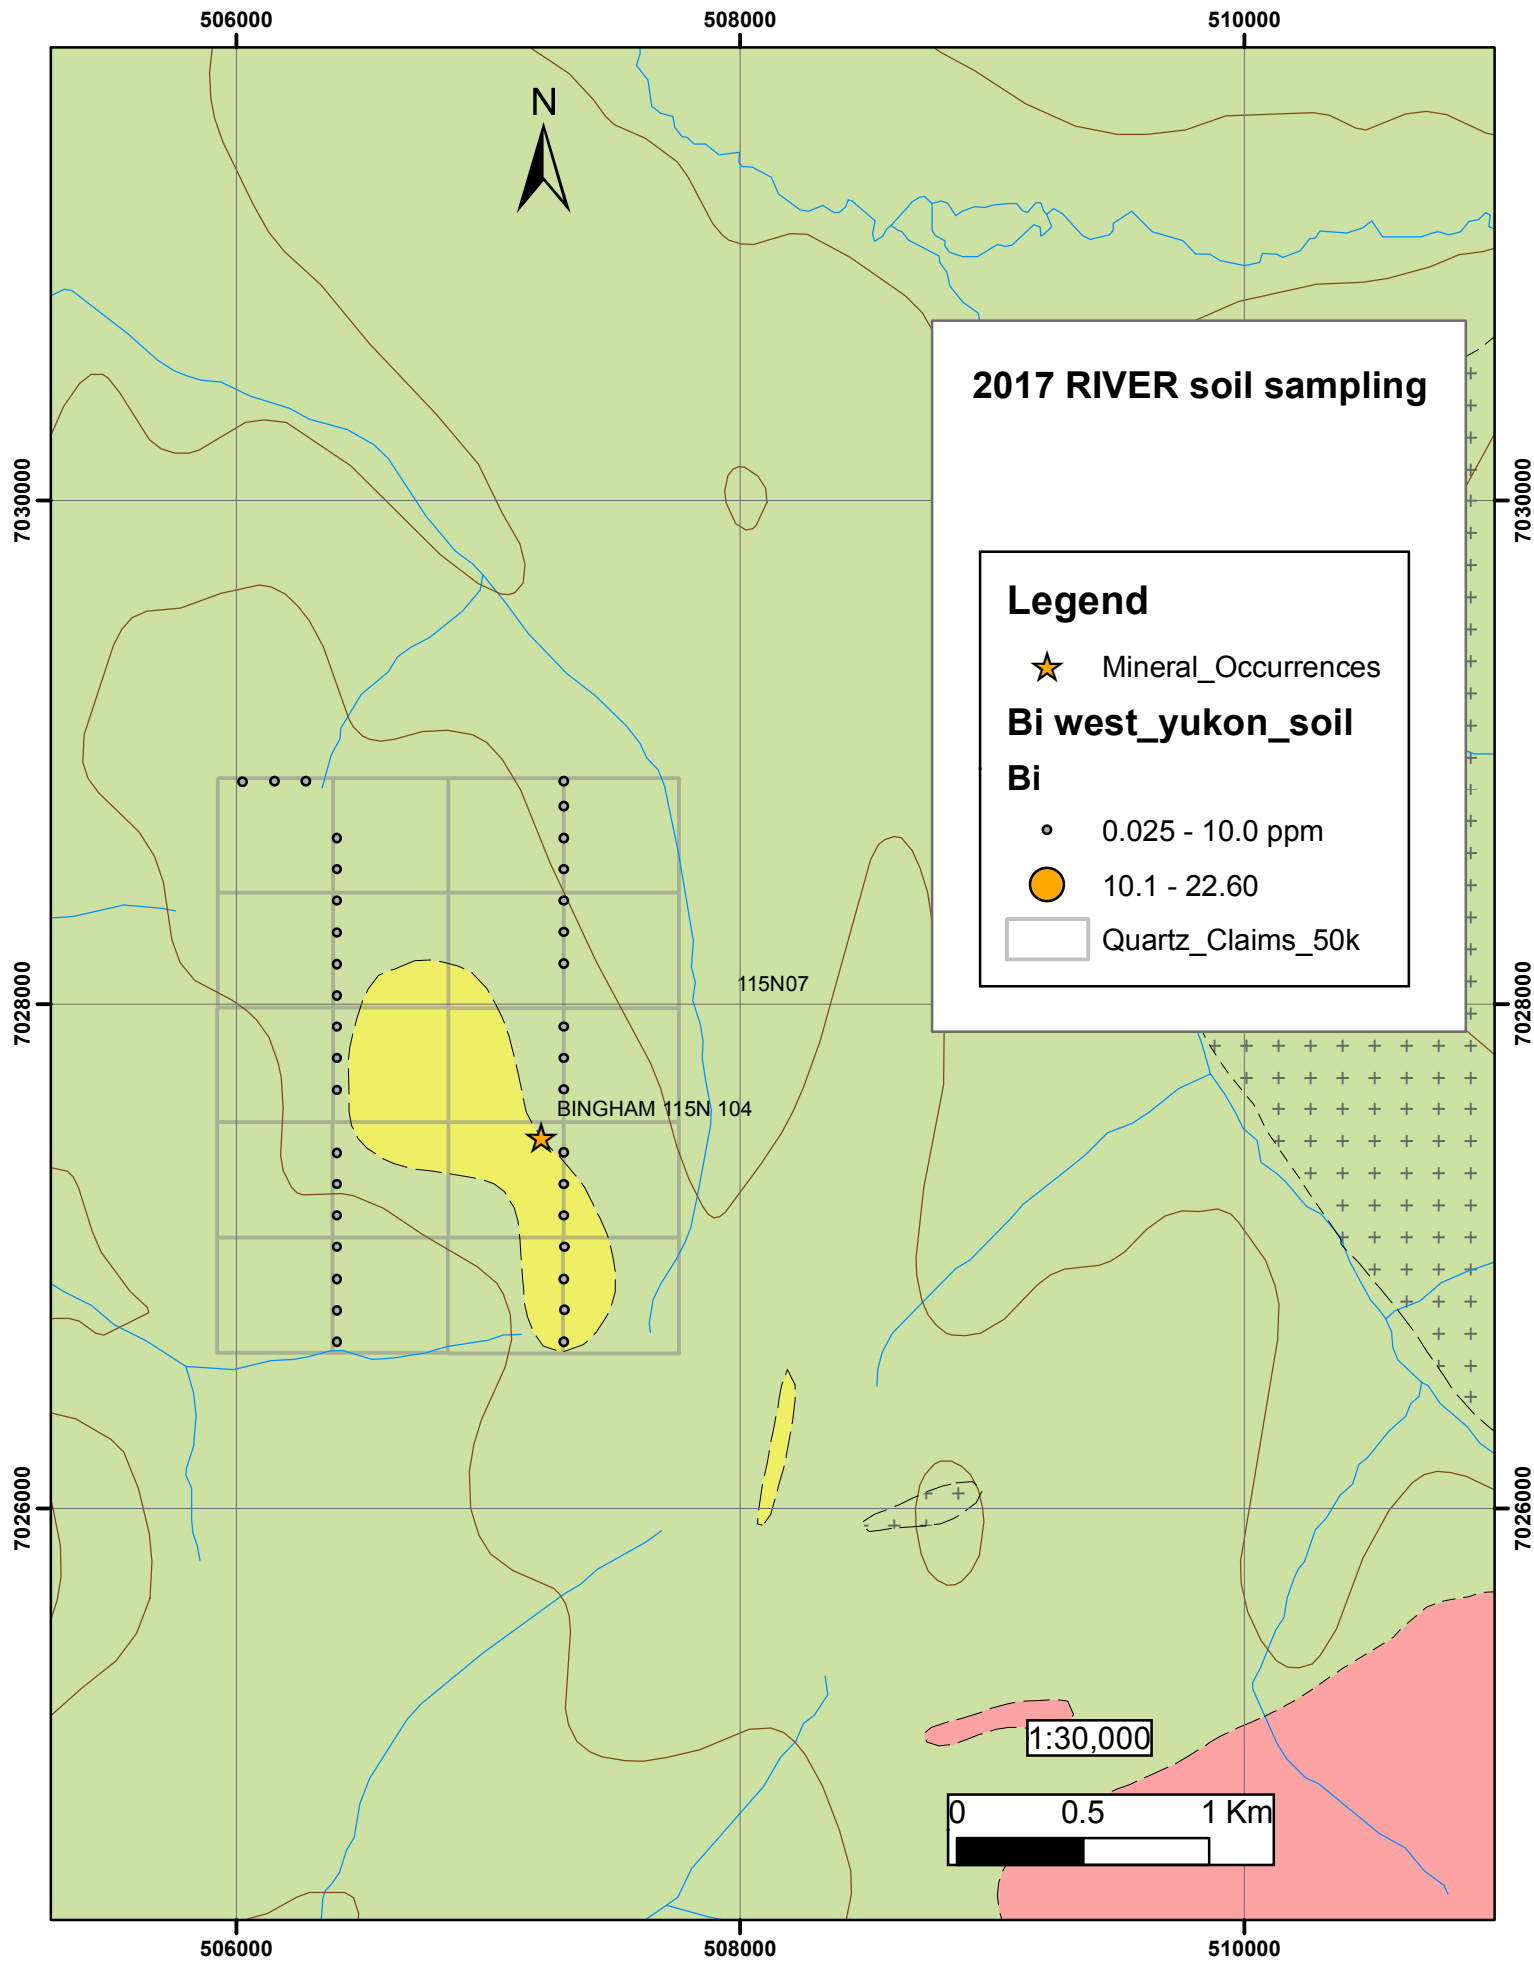 506000 508000 510000
N
2017 RIVER soil sampling
7030000 7030000
Legend
Mineral_Occurrences
Bi west_yukon_soil
Bi
0.025 - 10.0 ppm
10.1 - 22.60
Quartz_Claims_50k
115N07
7028000 7028000
BINGHAM 115N 104
7026000 7026000
1:30,000
0 0.5 1 Km
506000 508000 510000